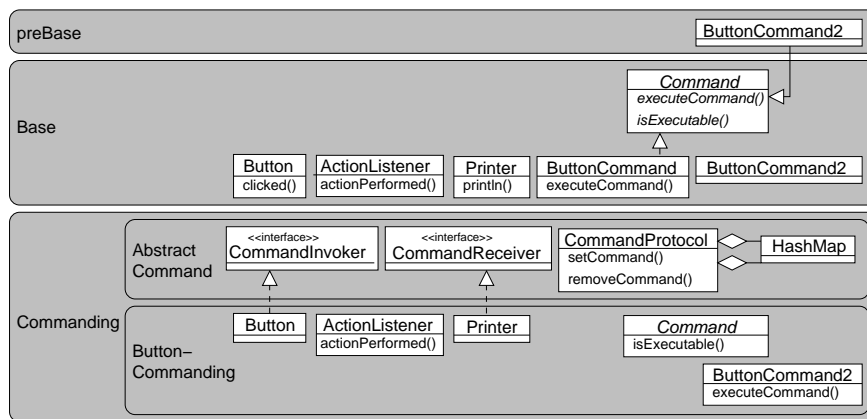 preBase
ButtonCommand2
Command
executeCommand()
isExecutable()
Base
Button
clicked()
ActionListener
actionPerformed()
Printer
println()
ButtonCommand
executeCommand()
ButtonCommand2
Commanding
Abstract
Command
<<interface>>
CommandInvoker
<<interface>>
CommandReceiver
CommandProtocol
setCommand()
removeCommand()
HashMap
Button–
Commanding
Button
ActionListener
actionPerformed()
Printer
Command
isExecutable()
ButtonCommand2
executeCommand()